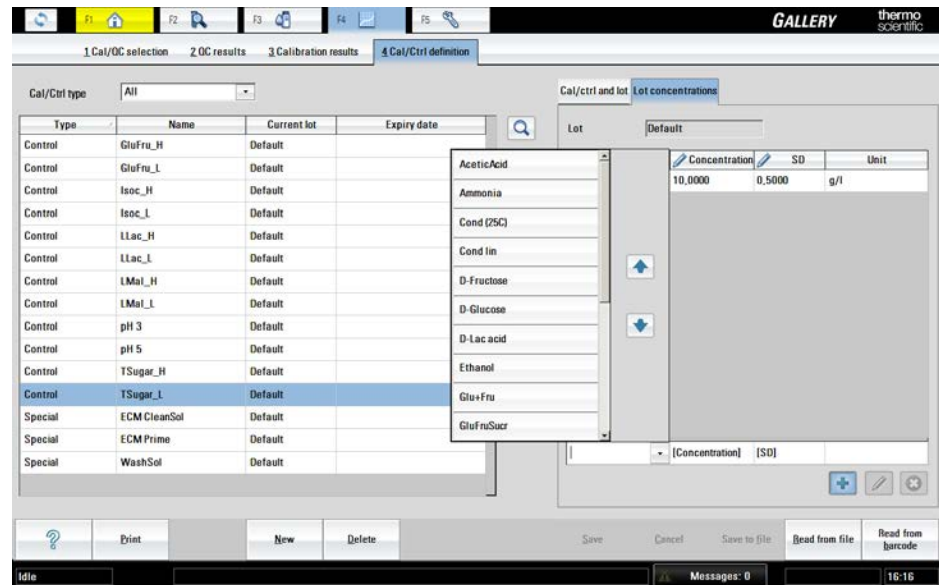 F1 F2 F3 F4 F5 GALLERY thermo scientific
1 Cal/QC selection 2 QC results 3 Calibration results 4 Cal/Ctrl definition
Cal/Ctrl type All
Cal/ctrl and lot Lot concentrations
Type Name Current lot Expiry date
Lot Default
Concentration SD Unit
10,0000 0,5000 g/l
Control GluFru_H Default
Control GluFru_L Default
Control Isoc_H Default
Control Isoc_L Default
Control LLac_H Default
Control LLac_L Default
Control LMal_H Default
Control LMal_L Default
Control pH 3 Default
Control pH 5 Default
Control TSugar_H Default
Control TSugar_L Default
Special ECM CleanSol Default
Special ECM Prime Default
Special WashSol Default
AceticAcid
Ammonia
Cond (25C)
Cond lin
D-Fructose
D-Glucose
D-Lac acid
Ethanol
Glu+Fru
GluFruSucr
[Concentration] [SD]
Print New Delete Save Cancel Save to file Read from file Read from barcode
Idle Messages: 0 16:16